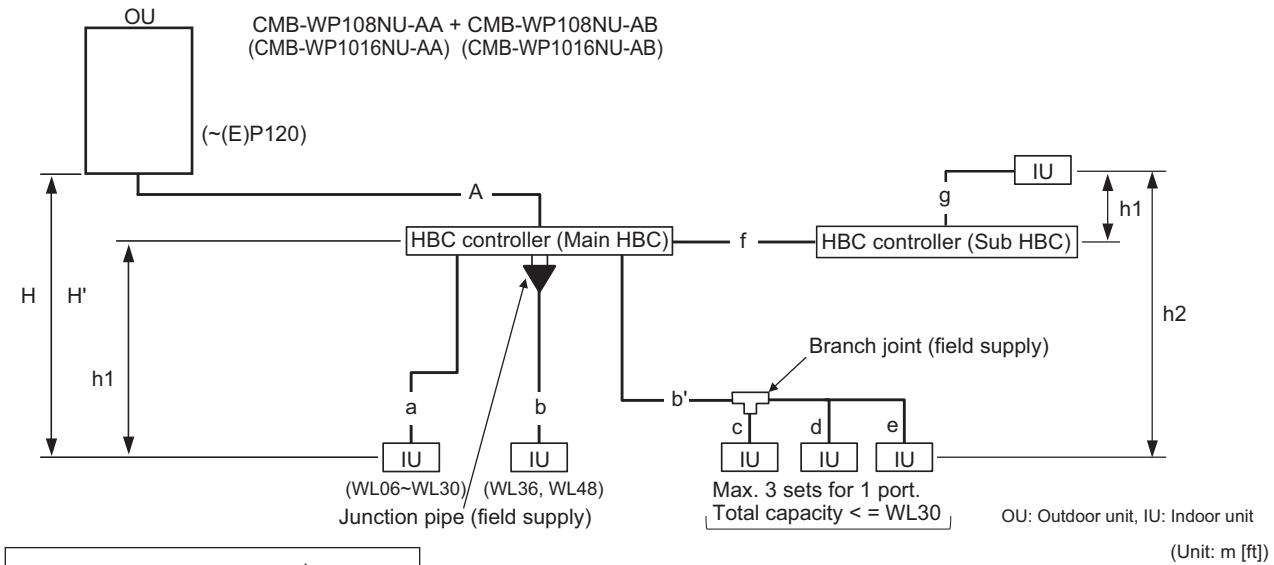 OU
CMB-WP108NU-AA + CMB-WP108NU-AB
(CMB-WP1016NU-AA) (CMB-WP1016NU-AB)
(~(E)P120)
IU
A
g
h1
HBC controller (Main HBC)
f
HBC controller (Sub HBC)
H
H'
h2
Branch joint (field supply)
h1
a
b
b'
c
d
e
IU
IU
IU
IU
IU
(WL06~WL30)
(WL36, WL48)
Max. 3 sets for 1 port.
Total capacity < = WL30
Junction pipe (field supply)
OU: Outdoor unit, IU: Indoor unit
(Unit: m [ft])